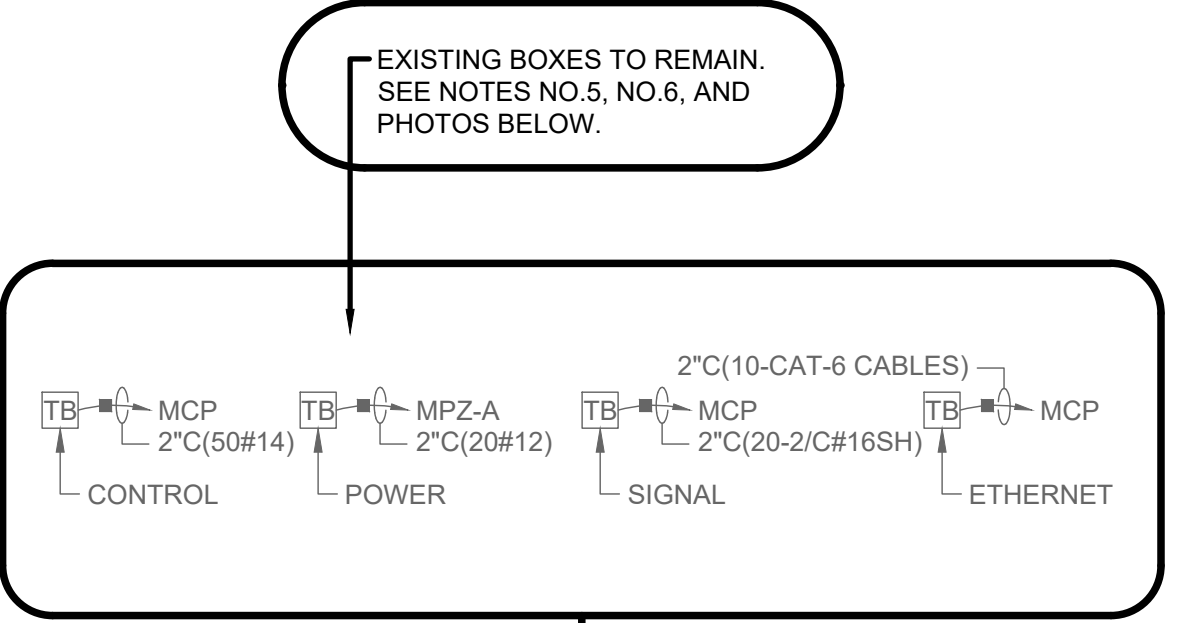 EXISTING BOXES TO REMAIN.
SEE NOTES NO.5, NO.6, AND
PHOTOS BELOW.
2"C(10-CAT-6 CABLES)
TB
MCP
2"C(50#14)
CONTROL
TB
MPZ-A
2"C(20#12)
POWER
TB
MCP
2"C(20-2/C#16SH)
SIGNAL
TB
MCP
ETHERNET